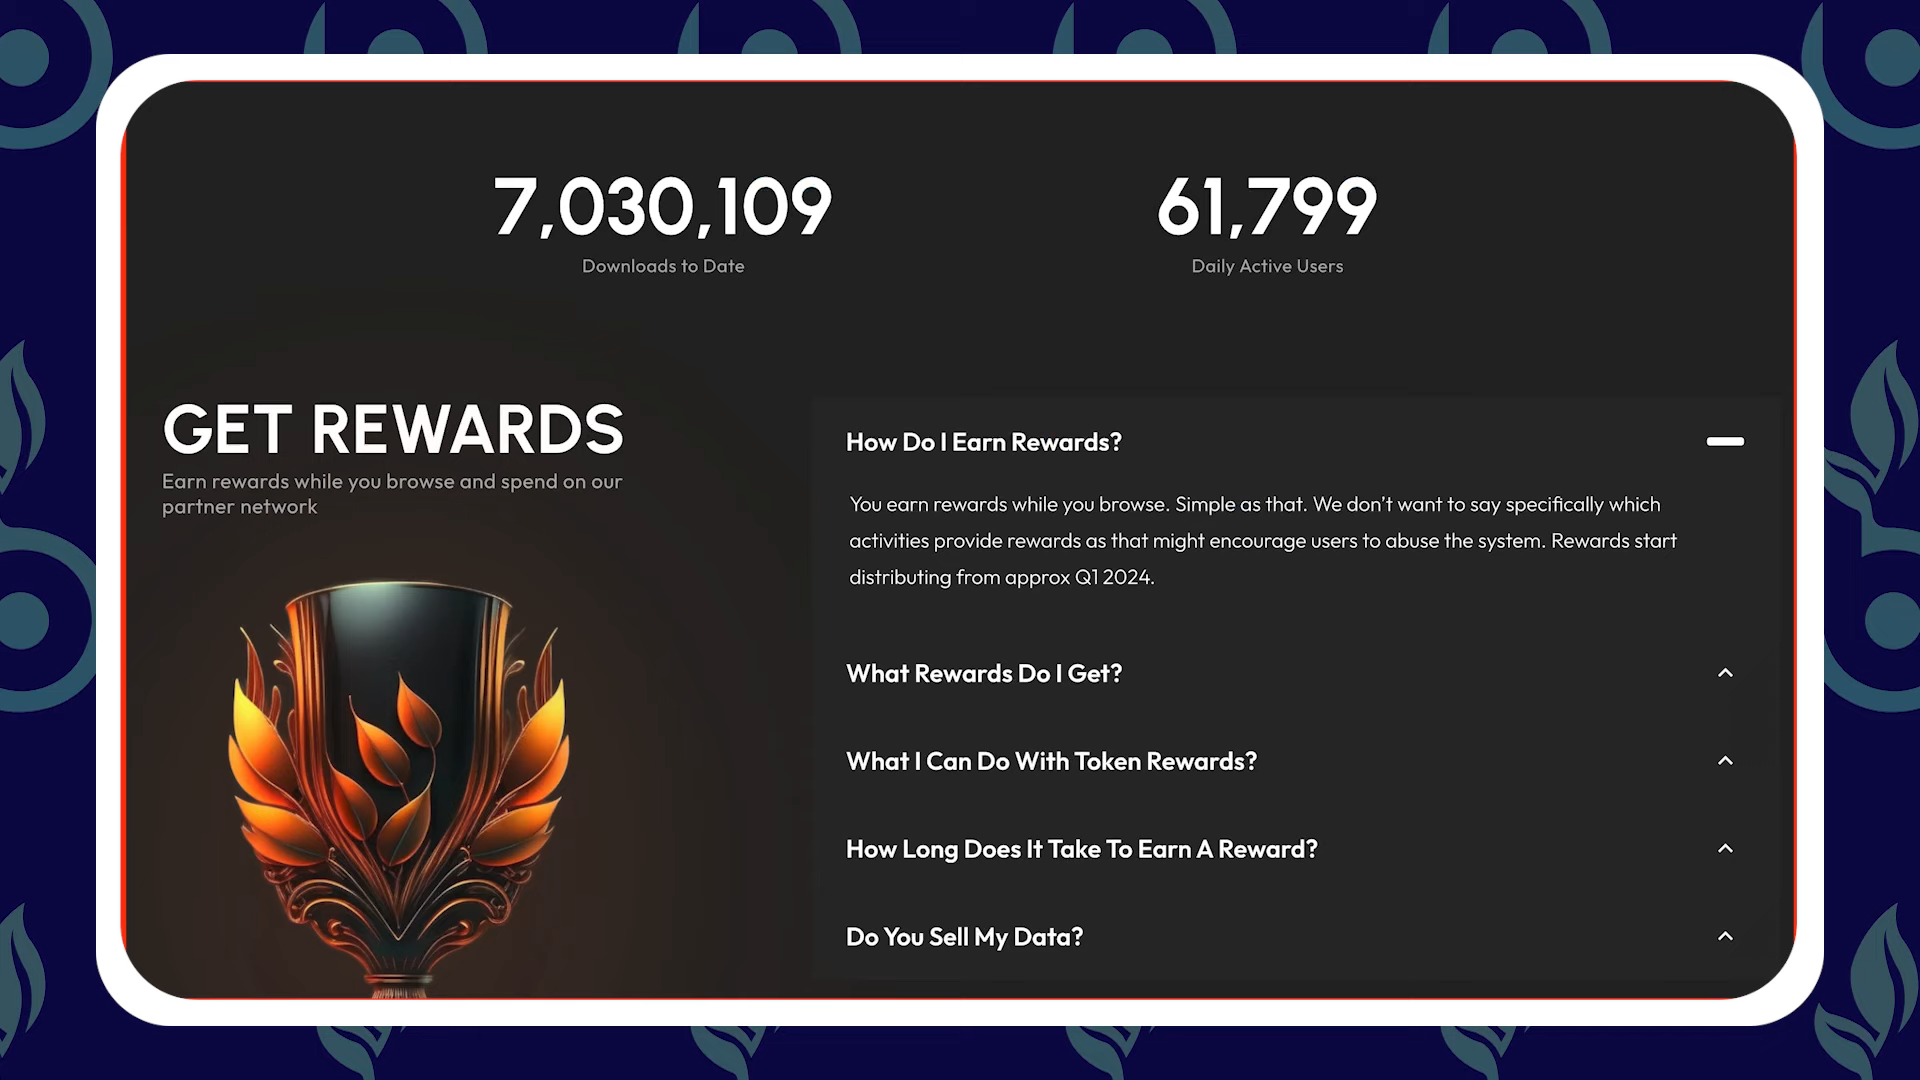 7,030,109
Downloads to Date
61,799
Daily Active Users
GET REWARDS
Earn rewards while you browse and spend on our
partner network
How Do I Earn Rewards?
You earn rewards while you browse. Simple as that. We don’t want to say specifically which
activities provide rewards as that might encourage users to abuse the system. Rewards start
distributing from approx Q1 2024.
What Rewards Do I Get?
What I Can Do With Token Rewards?
How Long Does It Take To Earn A Reward?
Do You Sell My Data?